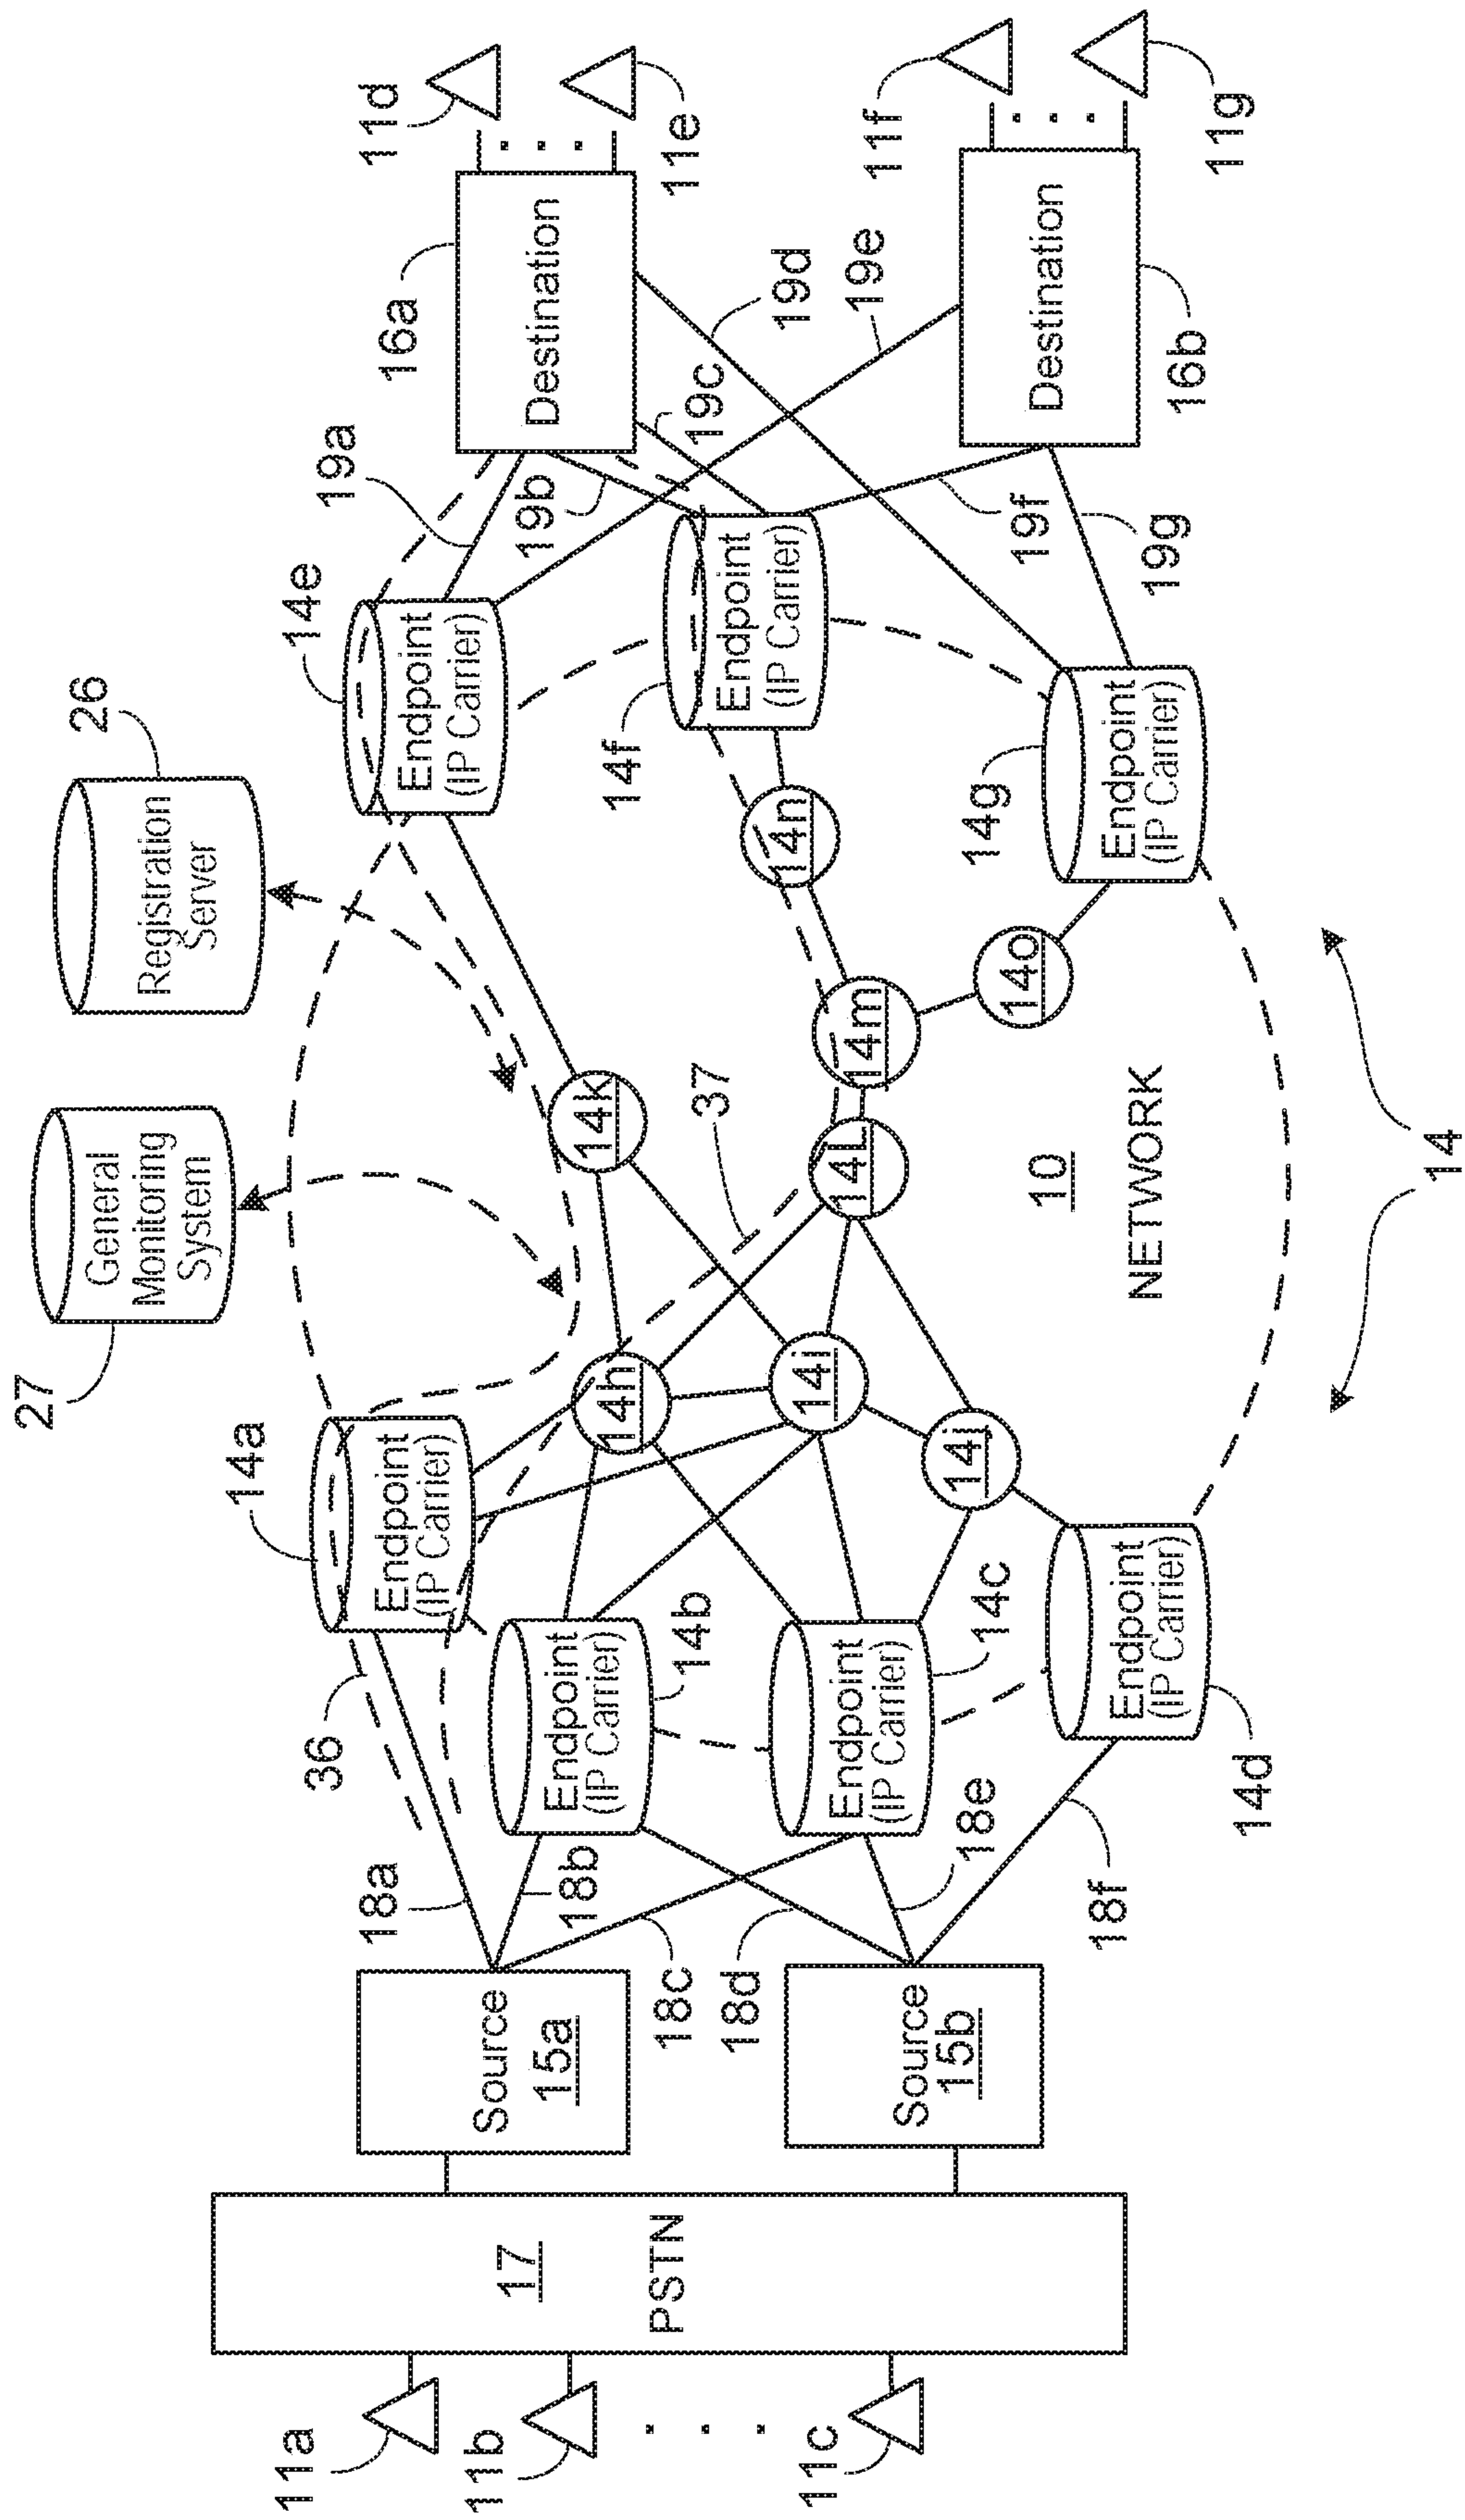 27
General
Monitoring
System
26
Registration
Server
11a
11b
11c
17
PSTN
Source
15a
Source
15b
18a
18b
18c
18d
18e
18f
36
14a
Endpoint
(IP Carrier)
Endpoint
(IP Carrier)
14b
Endpoint
(IP Carrier)
14c
Endpoint
(IP Carrier)
14d
14h
14i
14j
14k
37
14L
14m
14n
14o
10
NETWORK
14
14e
Endpoint
(IP Carrier)
14f
Endpoint
(IP Carrier)
14g
Endpoint
(IP Carrier)
19a
19b
19c
19d
19e
19f
19g
16a
Destination
Destination
16b
11d
11e
11f
11g